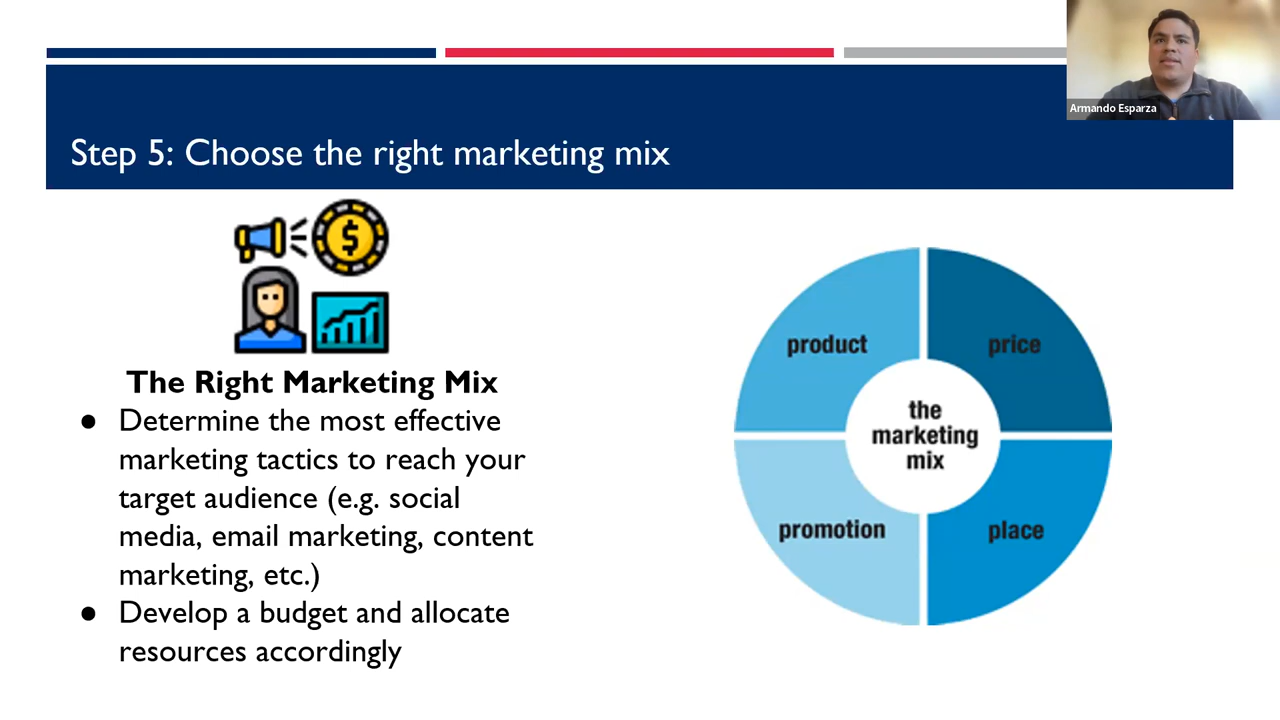 Armando Esparza
Step 5: Choose the right marketing mix
$
The Right Marketing Mix
● Determine the most effective
marketing tactics to reach your
target audience (e.g. social
media, email marketing, content
marketing, etc.)
● Develop a budget and allocate
resources accordingly
product
price
the
marketing
mix
promotion
place